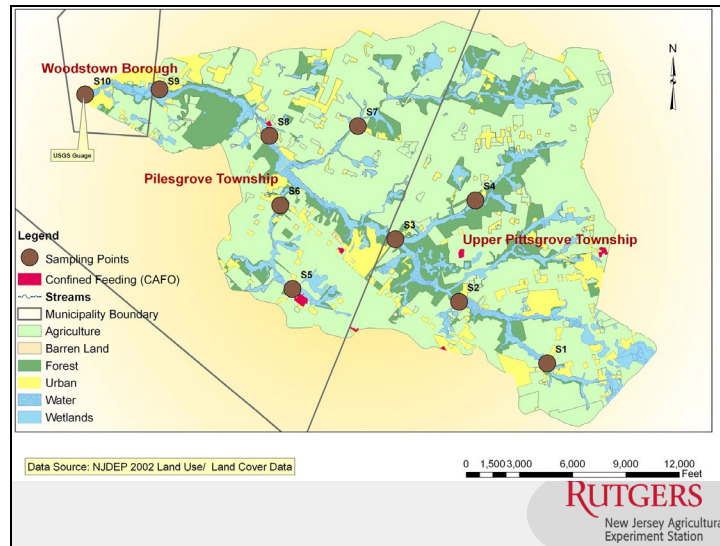 Woodstown Borough
S10
S9
USGS Guage
S8
S7
Pilesgrove Township
S6
S4
S3
Upper Pittsgrove Township
S5
S2
S1
N
Legend
Sampling Points
Confined Feeding (CAFO)
Streams
Municipality Boundary
Agriculture
Barren Land
Forest
Urban
Water
Wetlands
Data Source: NJDEP 2002 Land Use/ Land Cover Data
0 1,500 3,000 6,000 9,000 12,000
Feet
RUTGERS
New Jersey Agricultura
Experiment Station